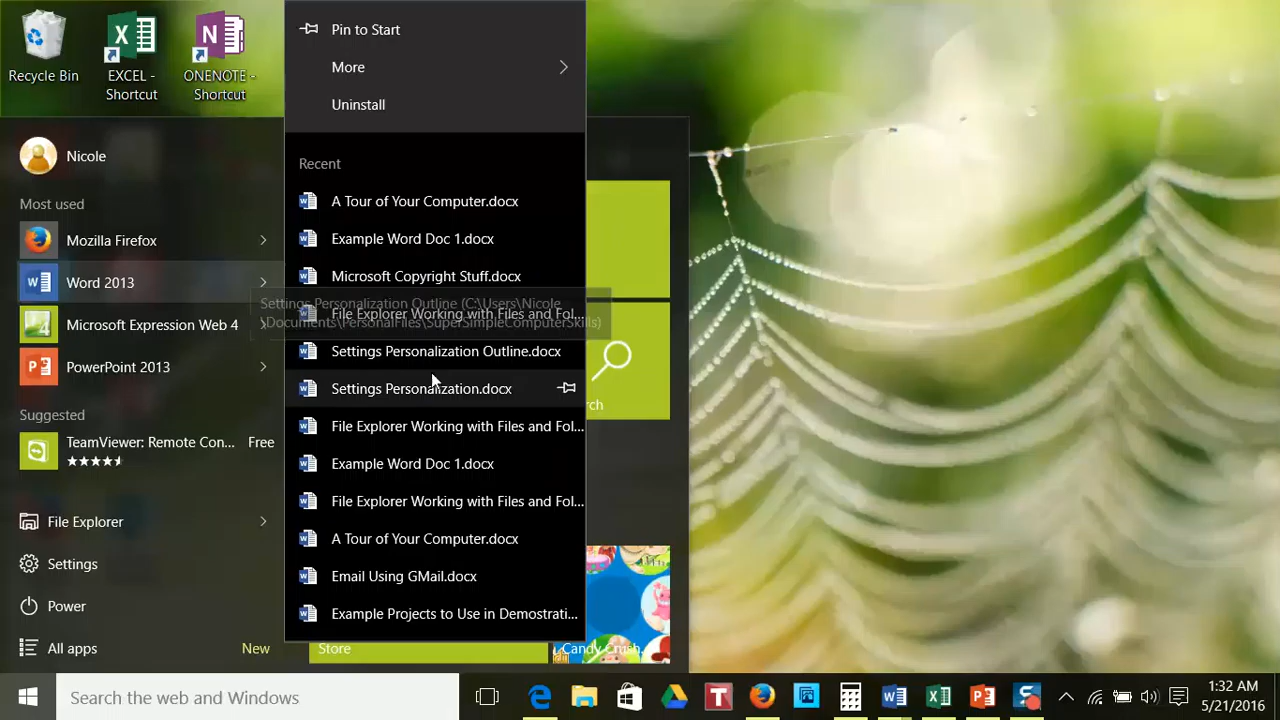 Recycle Bin
EXCEL -
Shortcut
ONENOTE -
Shortcut
Nicole
Most used
Mozilla Firefox
Word 2013
Microsoft Expression Web 4
PowerPoint 2013
Suggested
TeamViewer: Remote Con... Free
File Explorer
Settings
Power
All apps New
Pin to Start
More
Uninstall
Recent
A Tour of Your Computer.docx
Example Word Doc 1.docx
Microsoft Copyright Stuff.docx
Settings Personalization Outline (C:\Users\Nicole
\Documents\PersonalFiles\SuperSimpleComputerSkills)
File Explorer Working with Files and Fol...
Settings Personalization Outline.docx
Settings Personalization.docx
File Explorer Working with Files and Fol...
Example Word Doc 1.docx
File Explorer Working with Files and Fol...
A Tour of Your Computer.docx
Email Using GMail.docx
Example Projects to Use in Demostrati...
rch
Store
Candy Crush
Search the web and Windows
1:32 AM
5/21/2016